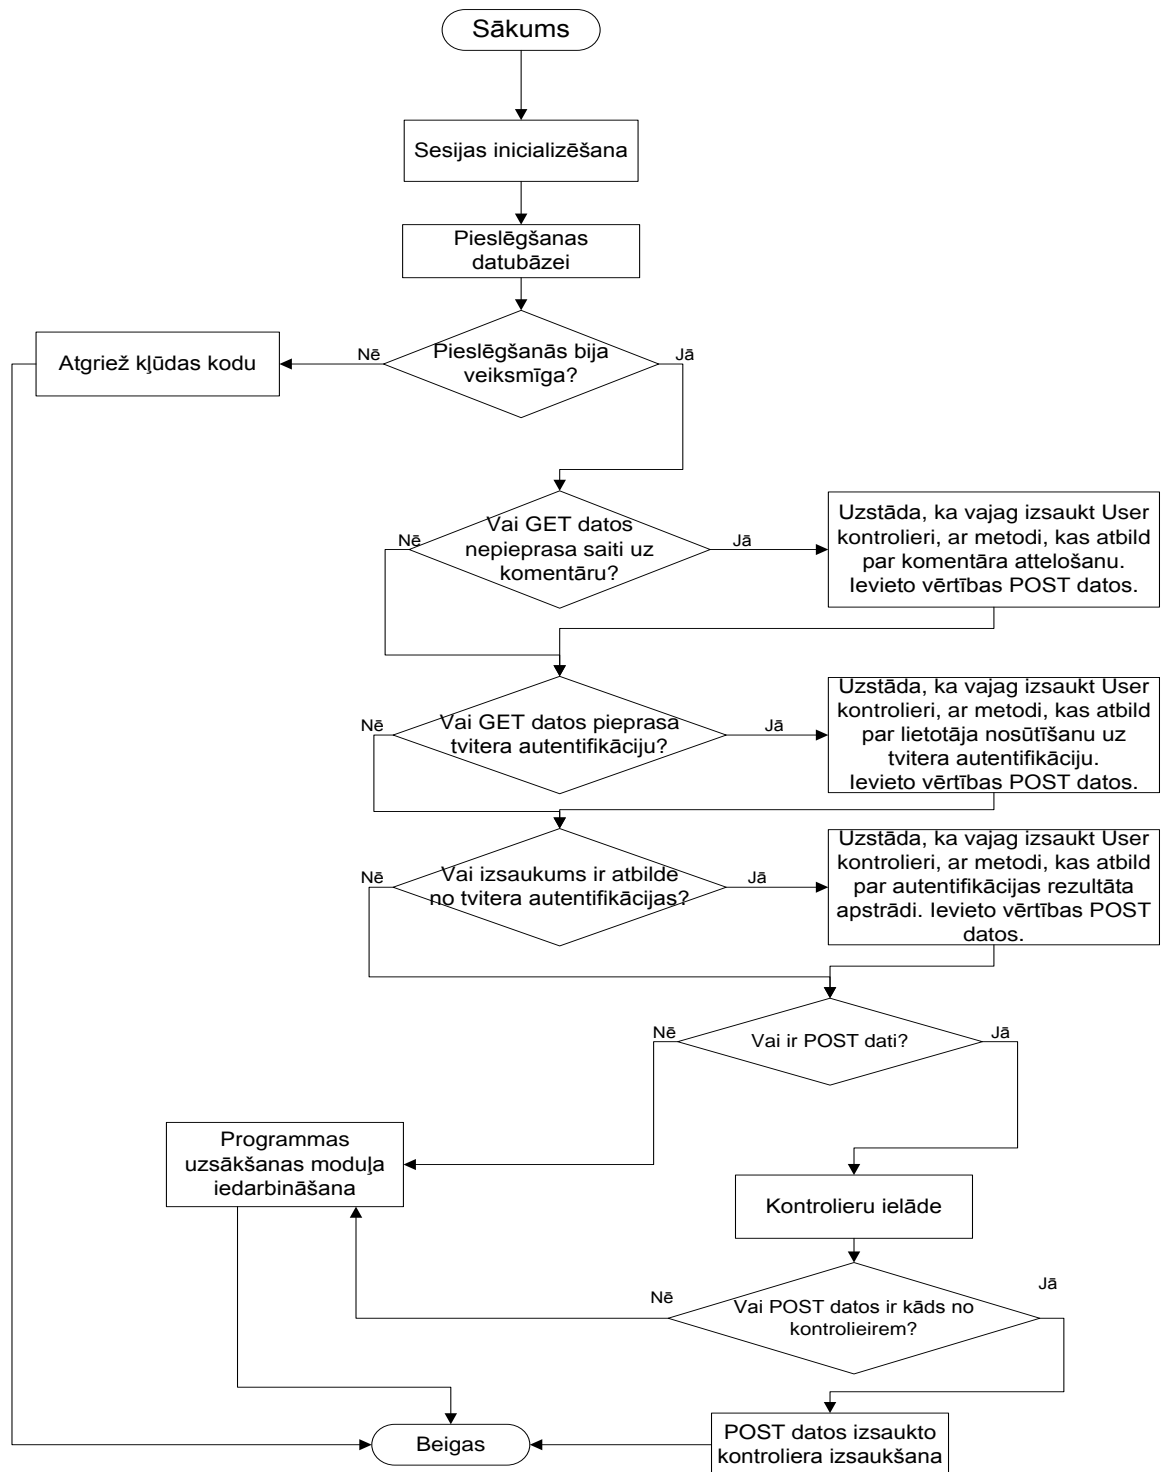 Sākums
Sesijas inicializēšana
Pieslēgšanas
datubāzei
Pieslēgšanās bija
veiksmīga?
Nē
Jā
Atgriež kļūdas kodu
Vai GET datos
nepieprasa saiti uz
komentāru?
Nē
Jā
Uzstāda, ka vajag izsaukt User
kontrolieri, ar metodi, kas atbild
par komentāra attelošanu.
Ievieto vērtības POST datos.
Vai GET datos pieprasa
tvitera autentifikāciju?
Nē
Jā
Uzstāda, ka vajag izsaukt User
kontrolieri, ar metodi, kas atbild
par lietotāja nosūtīšanu uz
tvitera autentifikāciju.
Ievieto vērtības POST datos.
Vai izsaukums ir atbilde
no tvitera autentifikācijas?
Nē
Jā
Uzstāda, ka vajag izsaukt User
kontrolieri, ar metodi, kas atbild
par autentifikācijas rezultāta
apstrādi. Ievieto vērtības POST
datos.
Vai ir POST dati?
Nē
Jā
Programmas
uzsākšanas moduļa
iedarbināšana
Kontrolieru ielāde
Vai POST datos ir kāds no
kontrolieirem?
Nē
Jā
POST datos izsaukto
kontroliera izsaukšana
Beigas